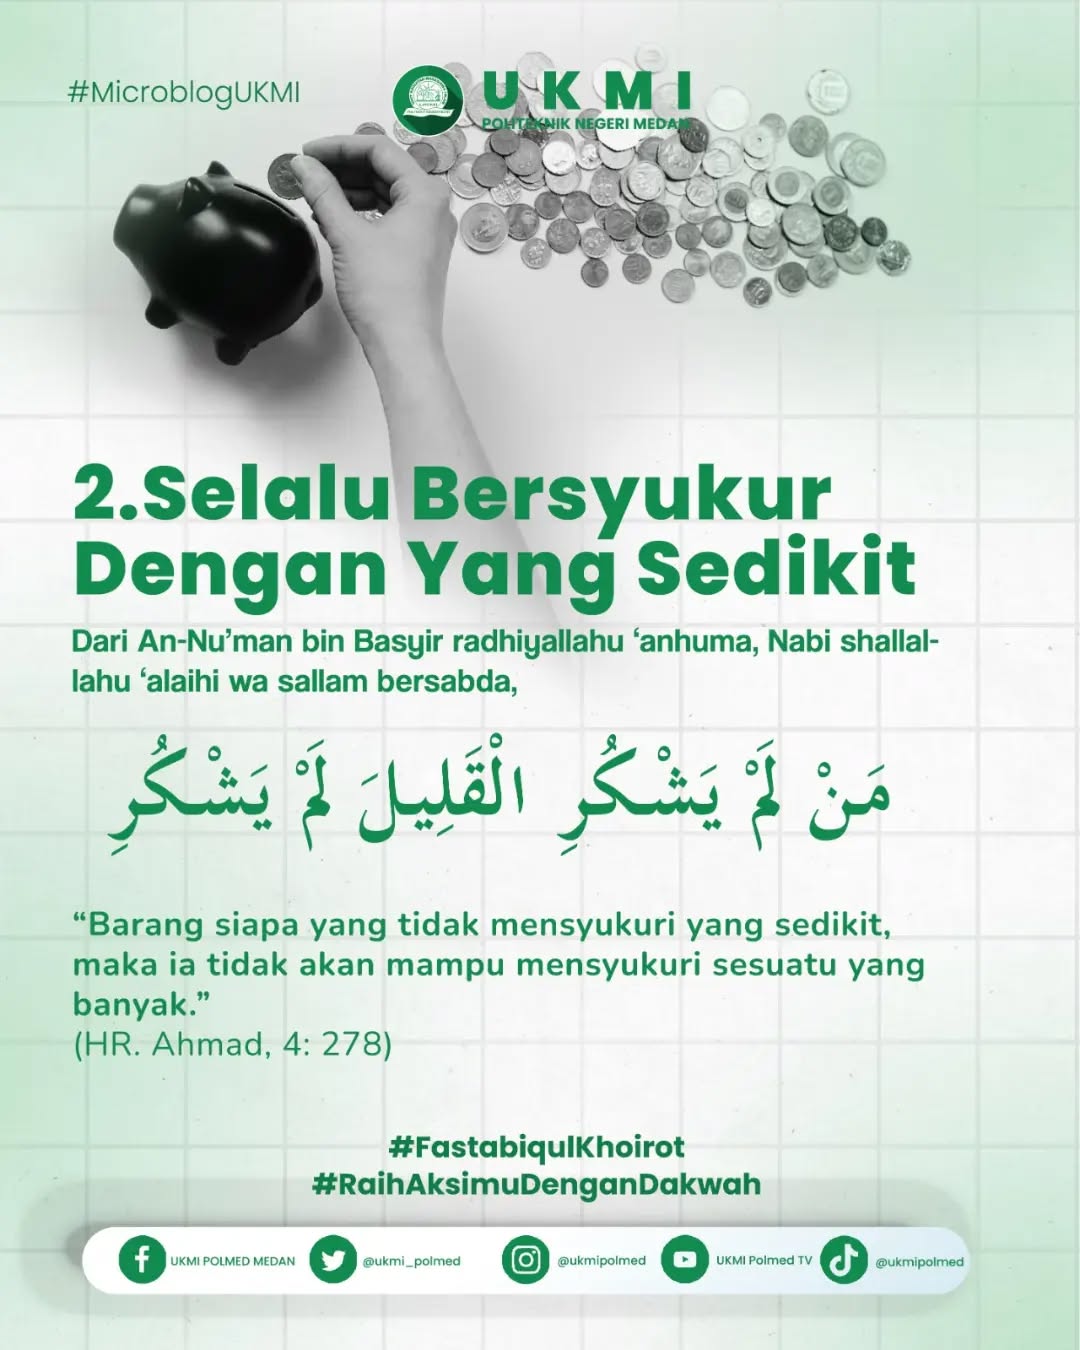 #MicroblogUKMI
UKMI
POLITEKNIK NEGERI MEDAN
2.Selalu Bersyukur
Dengan Yang Sedikit
Dari An-Nu’man bin Basyir radhiyallahu ‘anhuma, Nabi shallal-
lahu ‘alaihi wa sallam bersabda,
مَنْ لَمْ يَشْكُرِ الْقَلِيلَ لَمْ يَشْكُرِ
“Barang siapa yang tidak mensyukuri yang sedikit,
maka ia tidak akan mampu mensyukuri sesuatu yang
banyak.”
(HR. Ahmad, 4: 278)
#FastabiqulKhoirot
#RaihAksimuDenganDakwah
UKMI POLMED MEDAN @ukmi_polmed @ukmipolmed UKMI Polmed TV @ukmipolmed